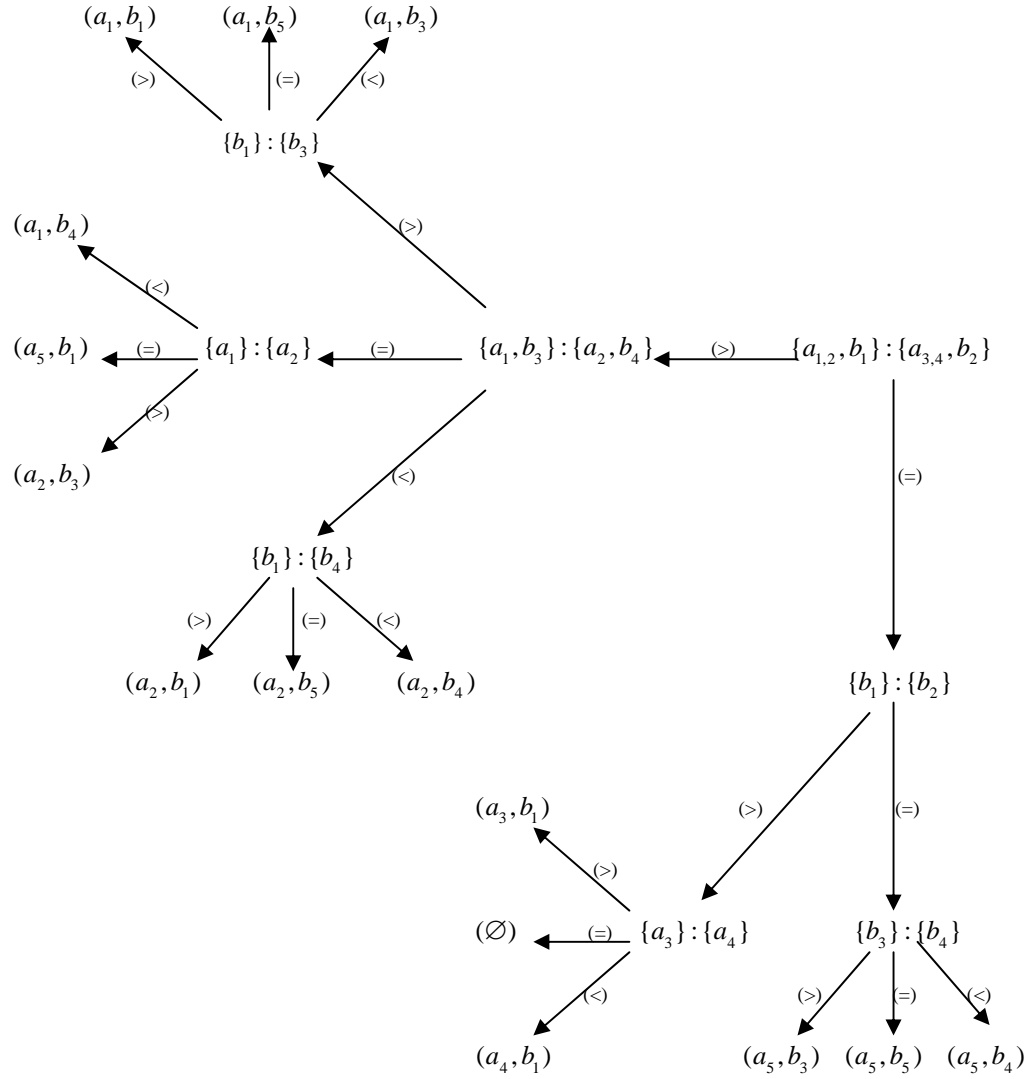 (a₁,b₁) (a₁,b₅) (a₁,b₃)
(>) (=) (<)
{b₁}:{b₃}
(a₁,b₄) (>)
(<)
(a₅,b₁) (=) {a₁}:{a₂} (=) {a₁,b₃}:{a₂,b₄} (>) {a₁,₂,b₁}:{a₃,₄,b₂}
(>)
(a₂,b₃) (<) (=)
{b₁}:{b₄}
(>) (=) (<)
(a₂,b₁) (a₂,b₅) (a₂,b₄) {b₁}:{b₂}
(a₃,b₁) (>) (=)
(>)
(∅) (=) {a₃}:{a₄} {b₃}:{b₄}
(<) (>) (=) (<)
(a₄,b₁) (a₅,b₃) (a₅,b₅) (a₅,b₄)